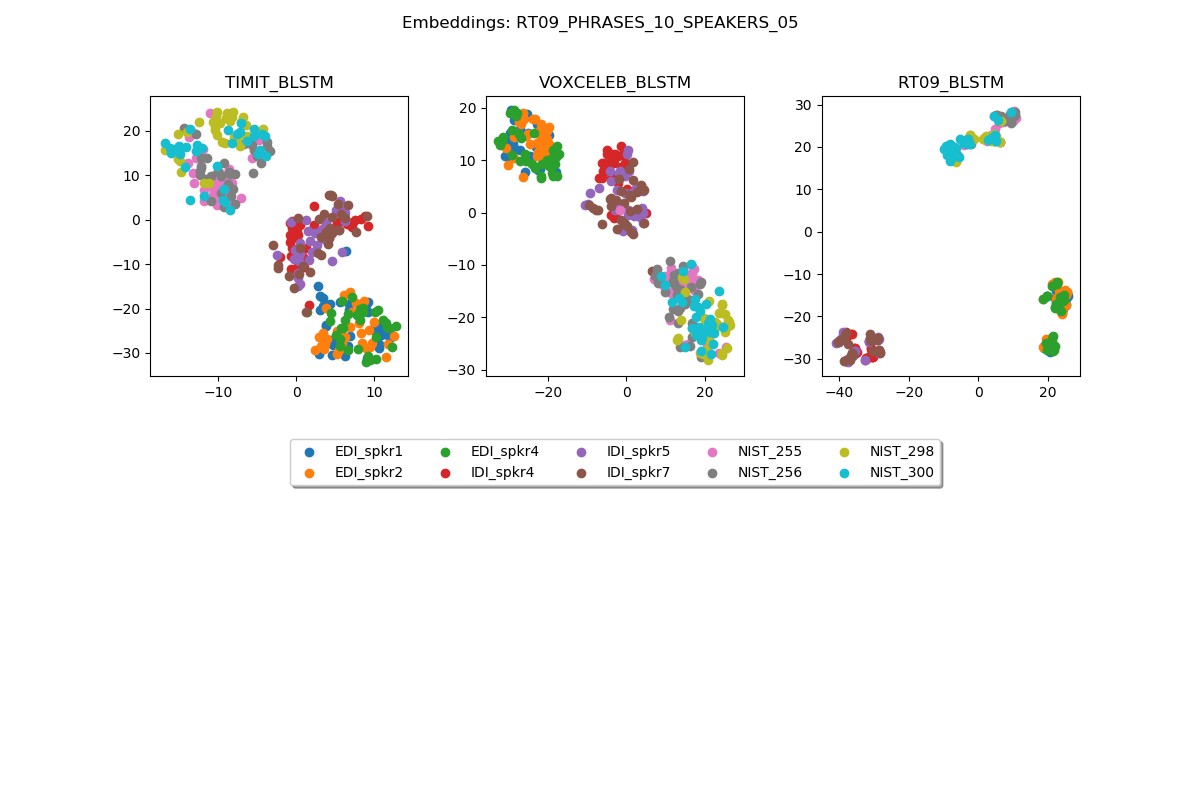 Embeddings: RT09_PHRASES_10_SPEAKERS_05
TIMIT_BLSTM
20
10
0
−10
−20
−30
−10 0 10
VOXCELEB_BLSTM
20
10
0
−10
−20
−30
−20 0 20
RT09_BLSTM
30
20
10
0
−10
−20
−30
−40 −20 0 20
EDI_spkr1 EDI_spkr4 IDI_spkr5 NIST_255 NIST_298
EDI_spkr2 IDI_spkr4 IDI_spkr7 NIST_256 NIST_300